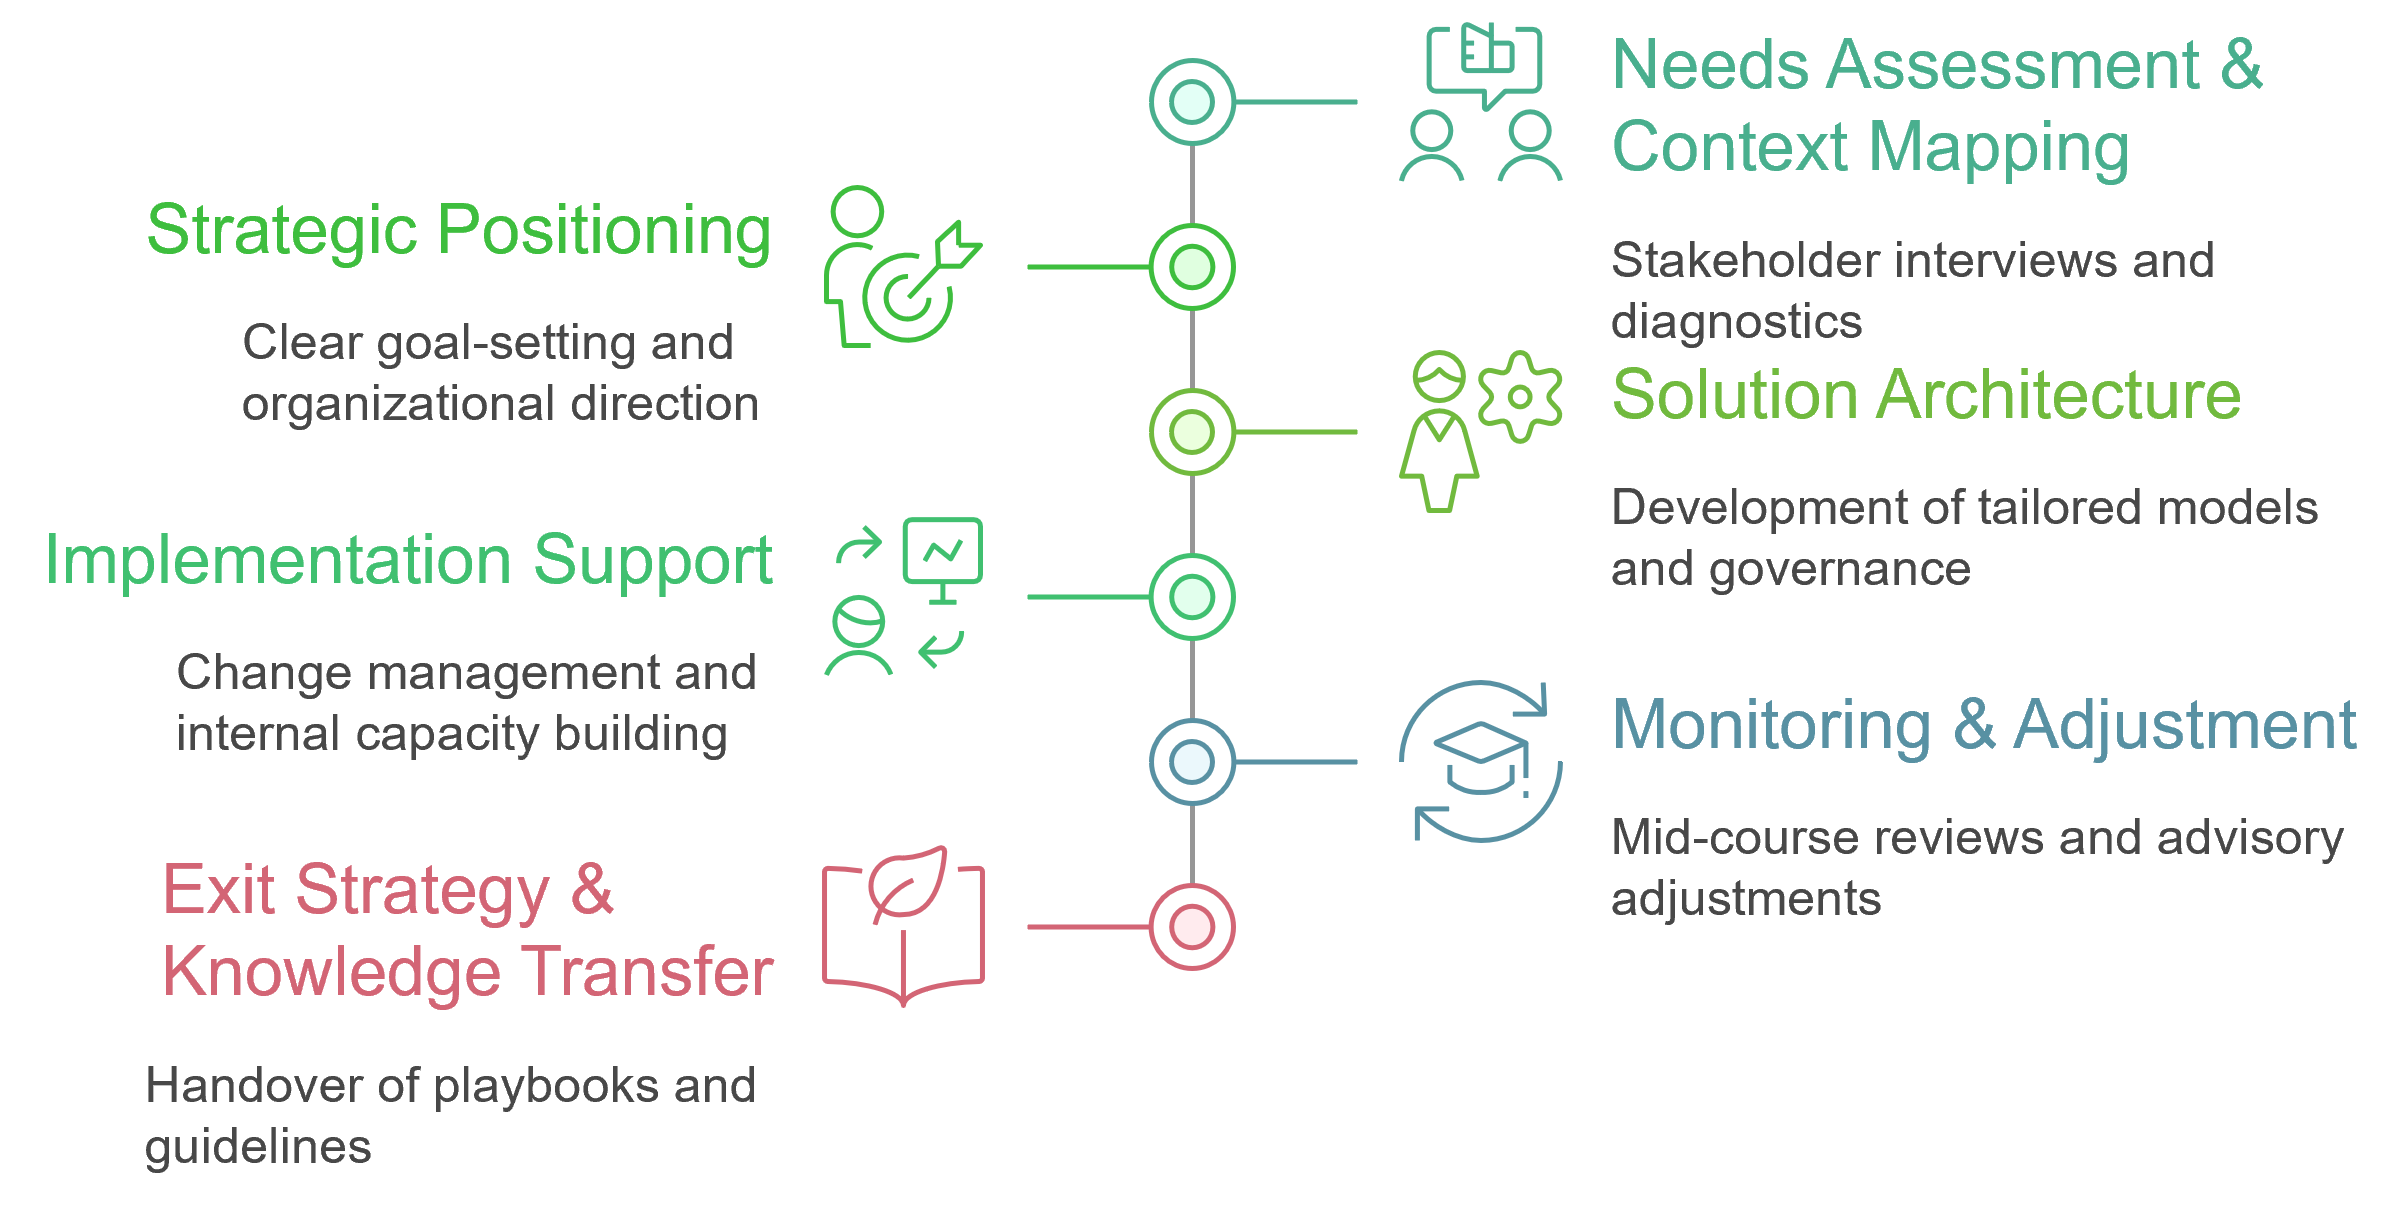 Needs Assessment &
Context Mapping
Stakeholder interviews and
diagnostics
Strategic Positioning
Clear goal-setting and
organizational direction
Solution Architecture
Development of tailored models
and governance
Implementation Support
Change management and
internal capacity building
Monitoring & Adjustment
Mid-course reviews and advisory
adjustments
Exit Strategy &
Knowledge Transfer
Handover of playbooks and
guidelines